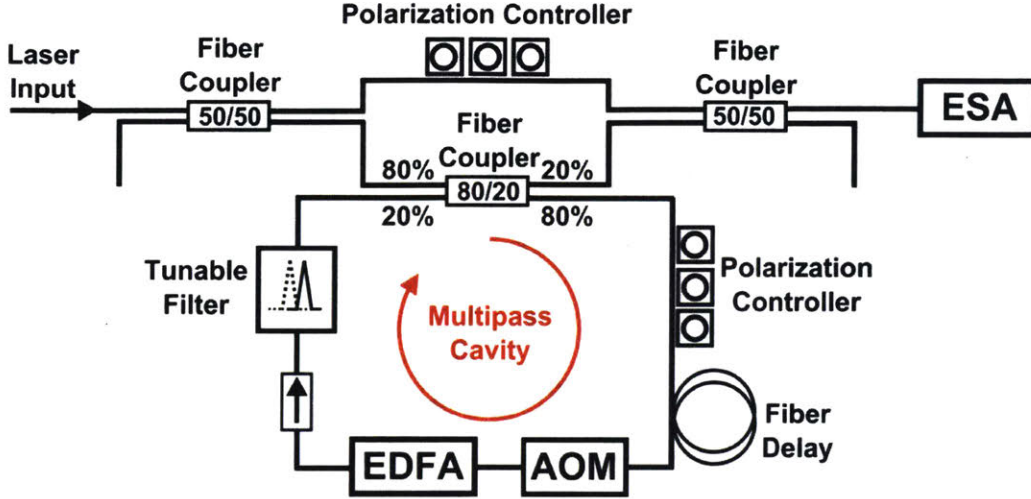 Polarization Controller
Laser
Input
Fiber
Coupler
50/50
Fiber
Coupler
50/50
ESA
Fiber
Coupler
80%
20%
80/20
20%
80%
Tunable
Filter
Multipass
Cavity
Polarization
Controller
Fiber
Delay
EDFA
AOM